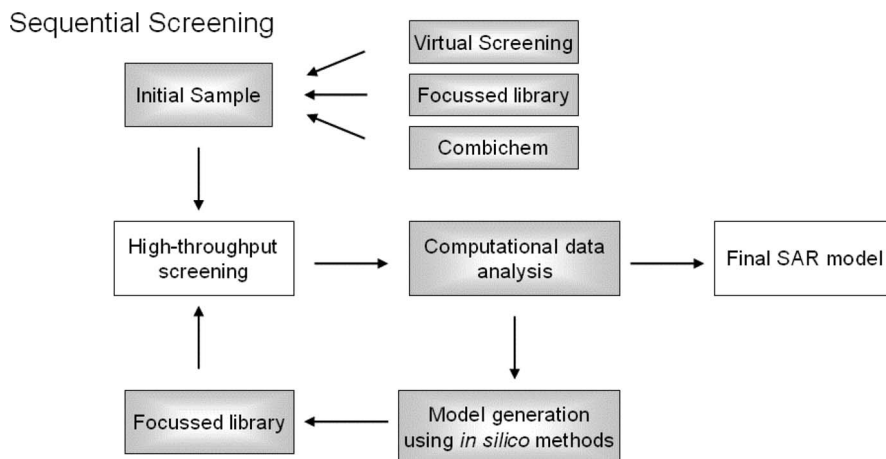 Sequential Screening
Virtual Screening
Initial Sample
Focussed library
Combichem
High-throughput
screening
Computational data
analysis
Final SAR model
Focussed library
Model generation
using in silico methods